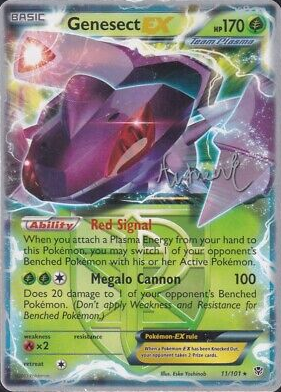 BASIC
Genesect EX
HP 170
Team Plasma
Ability Red Signal
When you attach a Plasma Energy from your hand to
this Pokémon, you may switch 1 of your opponent's
Benched Pokémon with his or her Active Pokémon.
Megalo Cannon 100
Does 20 damage to 1 of your opponent's Benched
Pokémon. (Don't apply Weakness and Resistance for
Benched Pokémon.)
weakness resistance
×2
Pokémon-EX rule
When a Pokémon-EX has been Knocked Out, your
opponent takes 2 Prize cards.
retreat
Illus. Eske Yoshinob
11/101